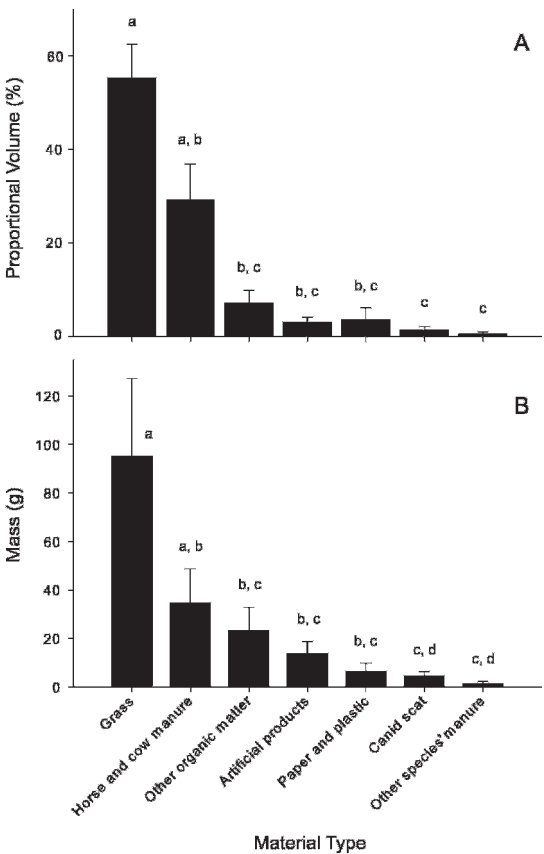 A
Proportional Volume (%)
60
40
20
0
a
a, b
b, c
b, c
b, c
c
c
B
Mass (g)
120
100
80
60
40
20
0
a
a, b
b, c
b, c
b, c
c, d
c, d
Grass
Horse and cow manure
Other organic matter
Artificial products
Paper and plastic
Canid scat
Other species' manure
Material Type